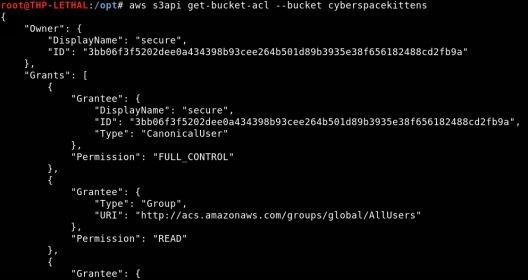 root@THP-LETHAL:/opt# aws s3api get-bucket-acl --bucket cyberspacekittens
{
    "Owner": {
        "DisplayName": "secure",
        "ID": "3bb06f3f5202dee0a434398b93cee264b501d89b3935e38f656182488cd2fb9a"
    },
    "Grants": [
        {
            "Grantee": {
                "DisplayName": "secure",
                "ID": "3bb06f3f5202dee0a434398b93cee264b501d89b3935e38f656182488cd2fb9a",
                "Type": "CanonicalUser"
            },
            "Permission": "FULL_CONTROL"
        },
        {
            "Grantee": {
                "Type": "Group",
                "URI": "http://acs.amazonaws.com/groups/global/AllUsers"
            },
            "Permission": "READ"
        },
        {
            "Grantee": {